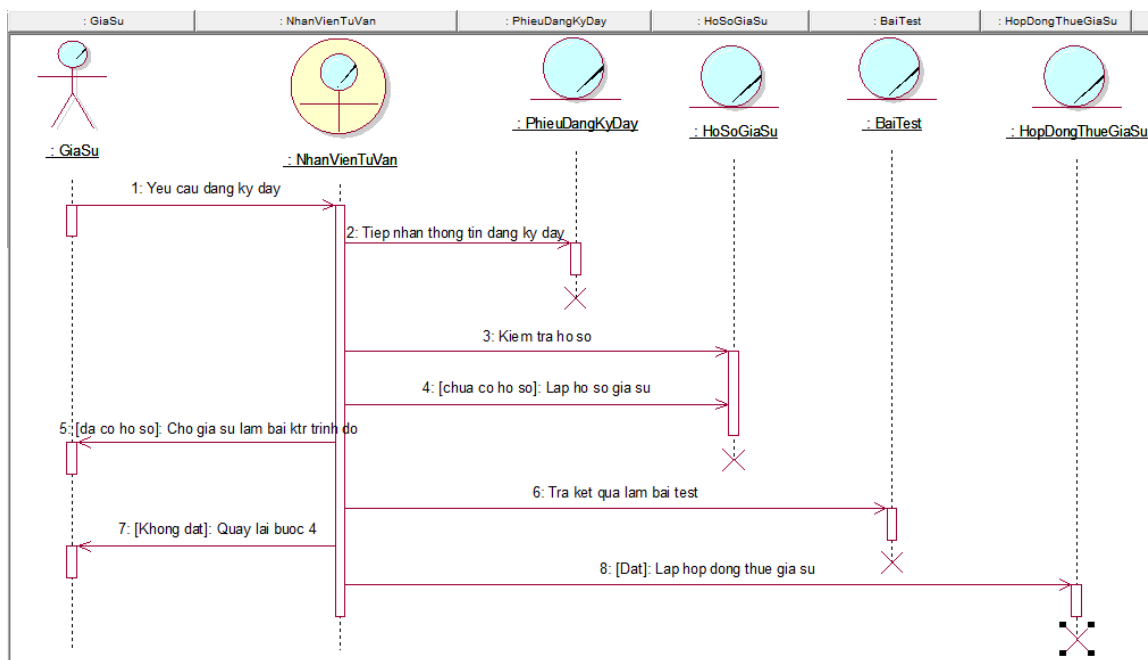 : GiaSu
: NhanVienTuVan
: PhieuDangKyDay
: HoSoGiaSu
: BaiTest
: HopDongThueGiaSu
: GiaSu
: NhanVienTuVan
: PhieuDangKyDay
: HoSoGiaSu
: BaiTest
: HopDongThueGiaSu
1: Yeu cau dang ky day
2: Tiep nhan thong tin dang ky day
3: Kiem tra ho so
4: [chua co ho so]: Lap ho so gia su
5: [da co ho so]: Cho gia su lam bai ktr trinh do
6: Tra ket qua lam bai test
7: [Khong dat]: Quay lai buoc 4
8: [Dat]: Lap hop dong thue gia su